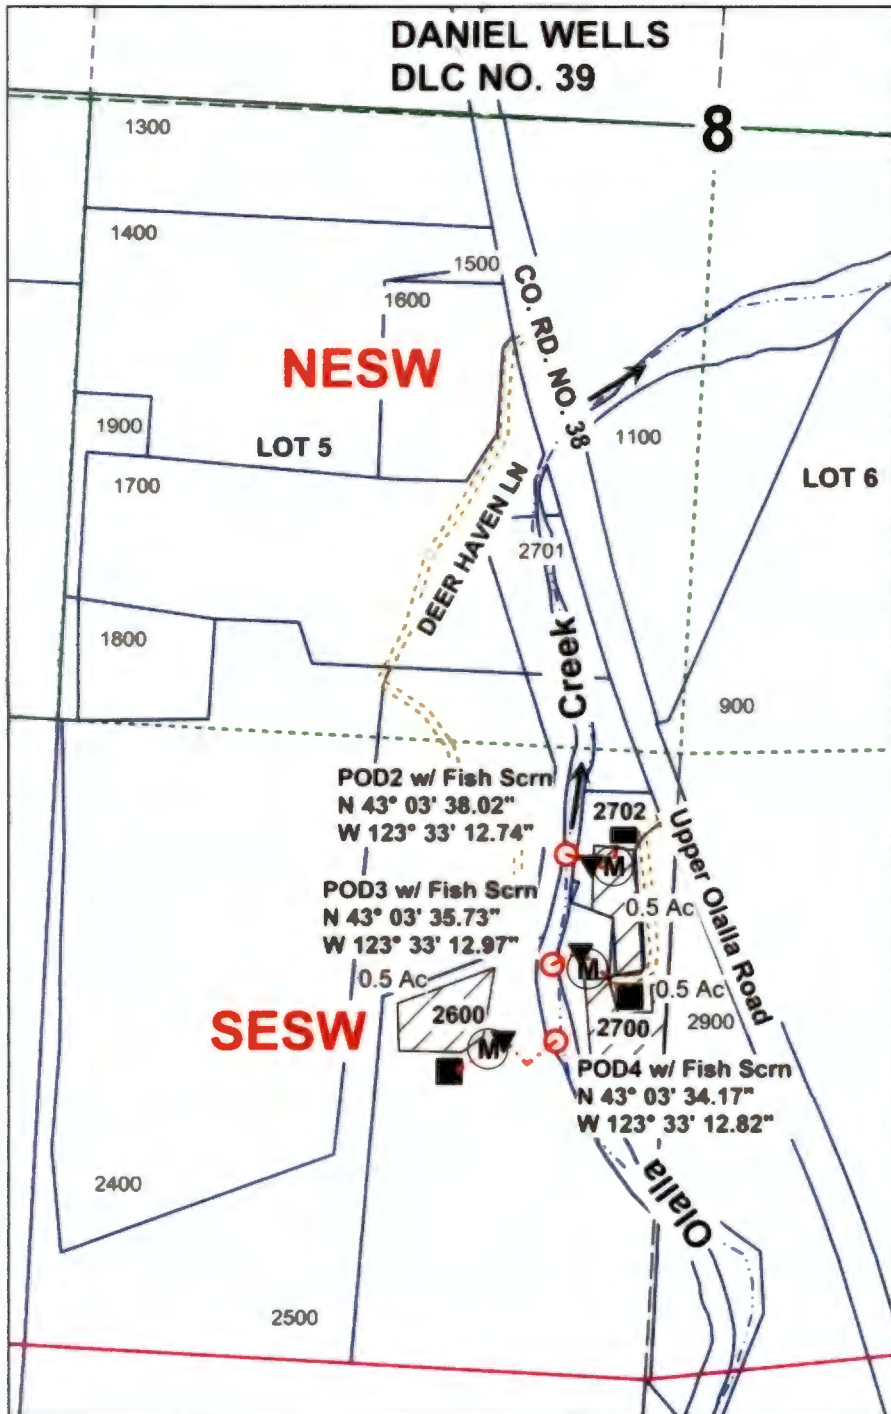 DANIEL WELLS
DLC NO. 39
8
1300
1400
1500
1600
CO. RD. NO. 38
NESW
1900
LOT 5
1100
1700
LOT 6
DEER HAVEN LN
2701
1800
Creek
900
POD2 w/ Fish Scrn
N 43° 03' 38.02"
W 123° 33' 12.74"
2702
Upper Olalla Road
M
POD3 w/ Fish Scrn
N 43° 03' 35.73"
W 123° 33' 12.97"
0.5 Ac
M
0.5 Ac
0.5 Ac
2600
2700
2900
SESW
M
POD4 w/ Fish Scrn
N 43° 03' 34.17"
W 123° 33' 12.82"
Olalla
2400
2500